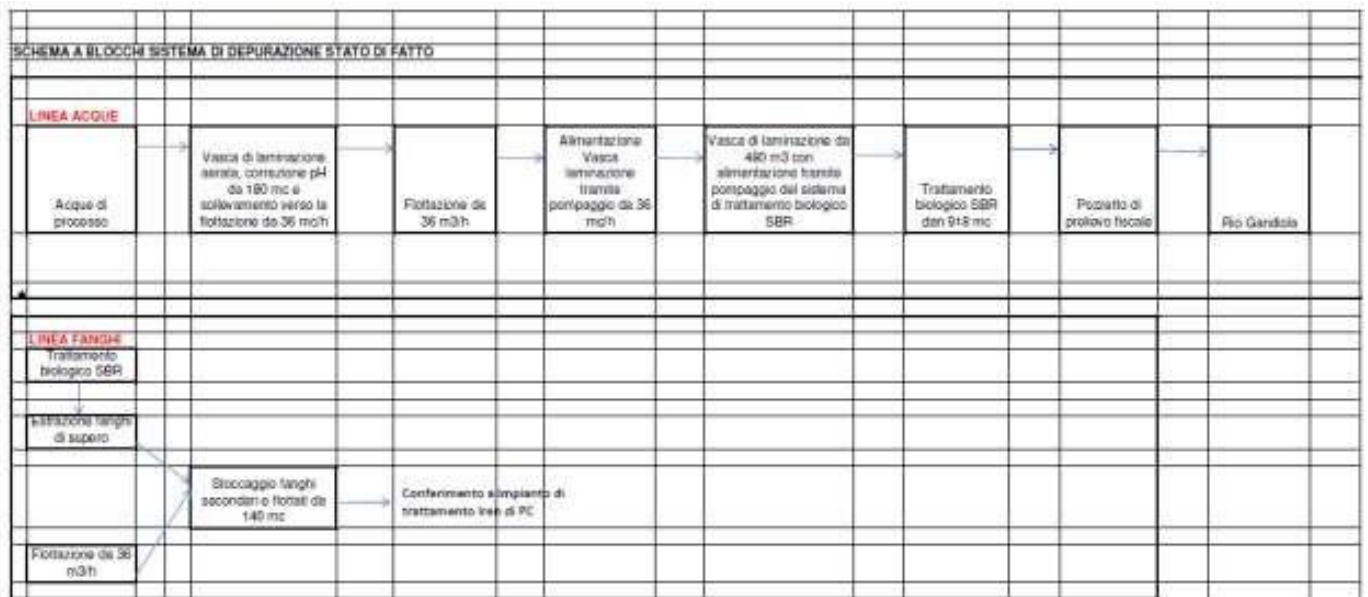 SCHEMA A BLOCCHI SISTEMA DI DEPURAZIONE STATO DI FATTO
LINEA ACQUE
Acque di
processo
Vasca di laminazione
aerata, correzione pH
da 180 mc e
sollevamento verso la
flottazione da 36 mc/h
Flottazione da
36 m3/h
Alimentazione
Vasca
laminazione
tramite
pompaggio da 36
mc/h
Vasca di laminazione da
480 m3 con
alimentazione tramite
pompaggio del sistema
di trattamento biologico
SBR
Trattamento
biologico SBR
dan 918 mc
Pozzetto di
prelievo fiscale
Rio Gandiola
LINEA FANGHI
Trattamento
biologico SBR
Estrazione fanghi
di supero
Stoccaggio fanghi
secondari e flottati da
140 mc
Conferimento a impianto di
trattamento Iren di PC
Flottazione da 36
m3/h